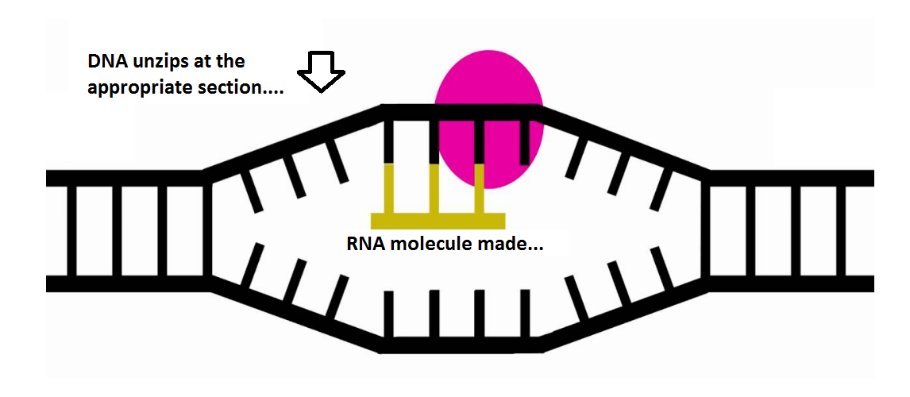 DNA unzips at the
appropriate section....
RNA molecule made...